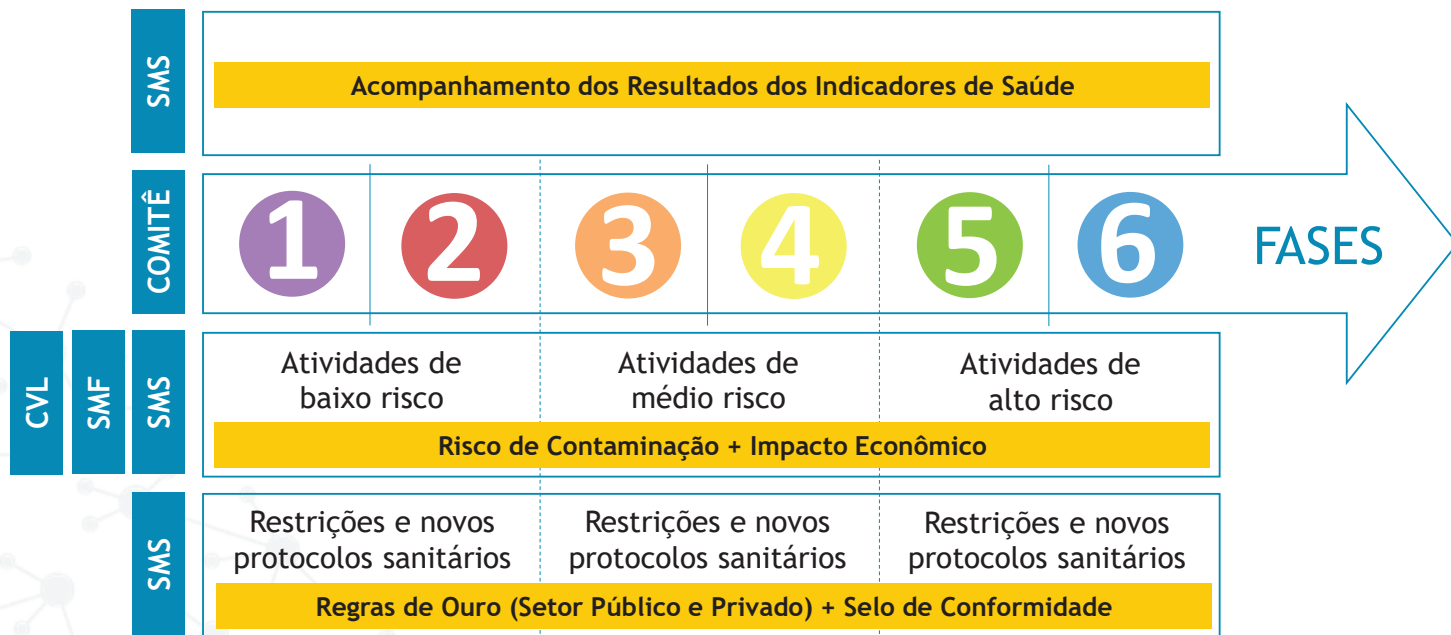 SMS
Acompanhamento dos Resultados dos Indicadores de Saúde
COMITÊ
1 2 3 4 5 6
FASES
CVL
SMF
SMS
Atividades de
baixo risco
Atividades de
médio risco
Atividades de
alto risco
Risco de Contaminação + Impacto Econômico
SMS
Restrições e novos
protocolos sanitários
Restrições e novos
protocolos sanitários
Restrições e novos
protocolos sanitários
Regras de Ouro (Setor Público e Privado) + Selo de Conformidade